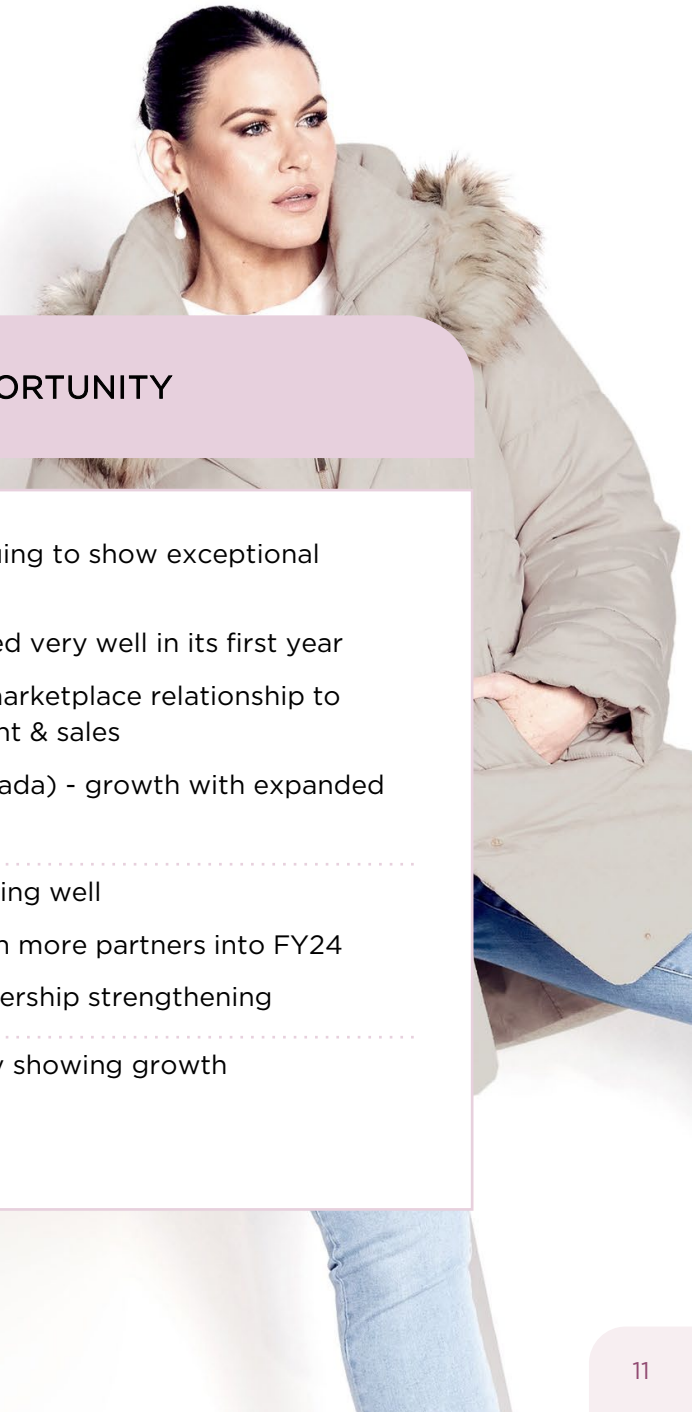 ORTUNITY
ing to show exceptional
ed very well in its first year
arketplace relationship to
nt & sales
ada) - growth with expanded
ing well
n more partners into FY24
ership strengthening
showing growth
11